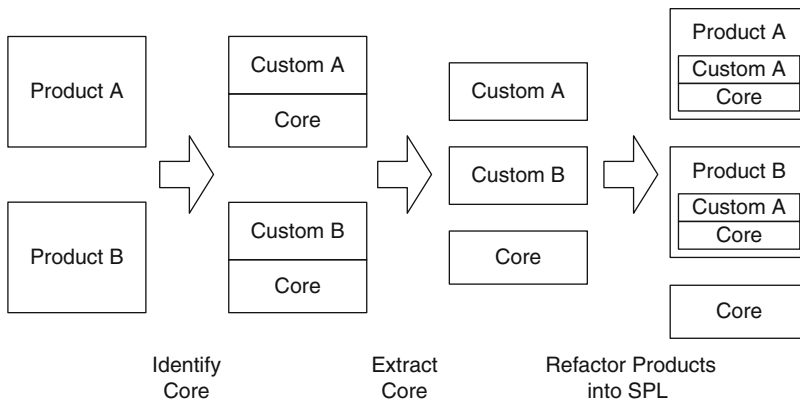 Product A
Product B
Custom A
Core
Custom B
Core
Custom A
Custom B
Core
Product A
Custom A
Core
Product B
Custom A
Core
Core
Identify
Core
Extract
Core
Refactor Products
into SPL